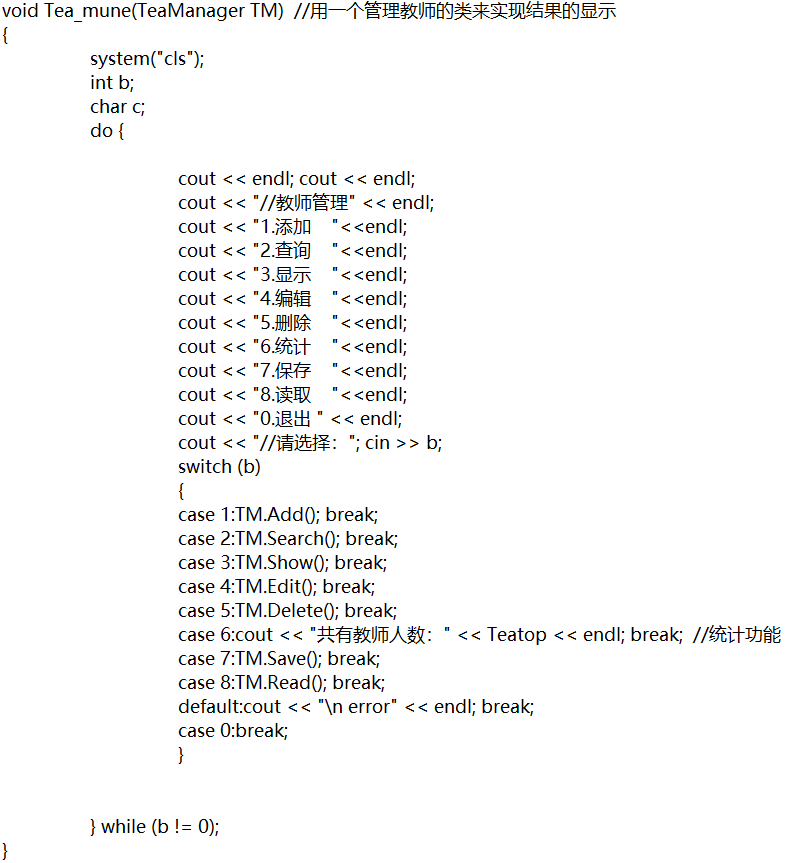 void Tea_mune(TeaManager TM)  //用一个管理教师的类来实现结果的显示
{
system("cls");
int b;
char c;
do {
cout << endl; cout << endl;
cout << "//教师管理" << endl;
cout << "1.添加    "<<endl;
cout << "2.查询    "<<endl;
cout << "3.显示    "<<endl;
cout << "4.编辑    "<<endl;
cout << "5.删除    "<<endl;
cout << "6.统计    "<<endl;
cout << "7.保存    "<<endl;
cout << "8.读取    "<<endl;
cout << "0.退出 " << endl;
cout << "//请选择："; cin >> b;
switch (b)
{
case 1:TM.Add(); break;
case 2:TM.Search(); break;
case 3:TM.Show(); break;
case 4:TM.Edit(); break;
case 5:TM.Delete(); break;
case 6:cout << "共有教师人数：" << Teatop << endl; break;  //统计功能
case 7:TM.Save(); break;
case 8:TM.Read(); break;
default:cout << "\n error" << endl; break;
case 0:break;
}
} while (b != 0);
}